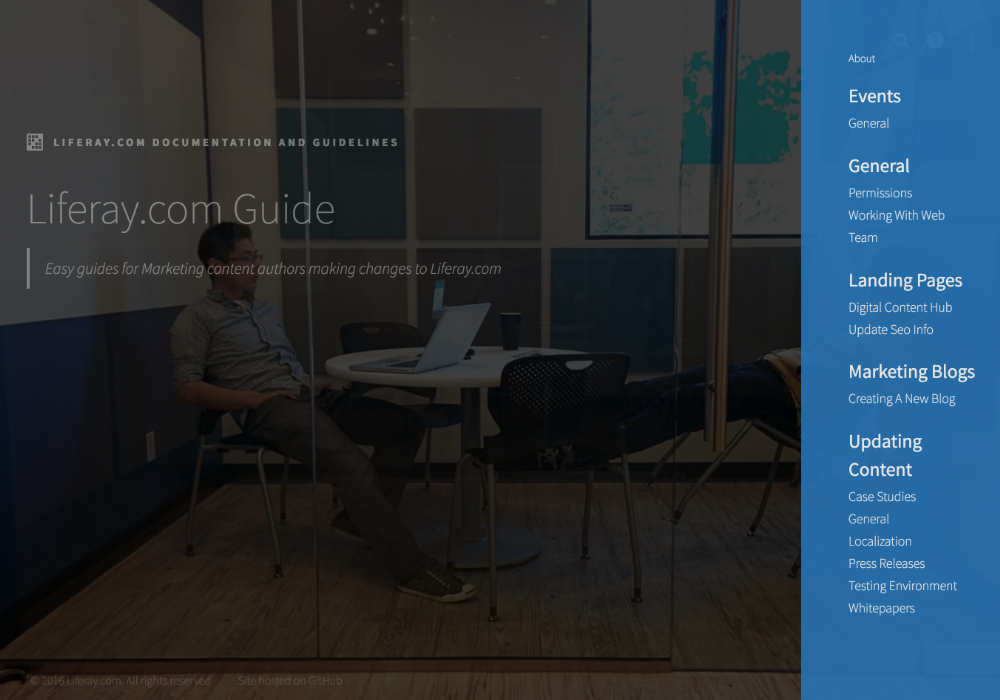 LIFERAY.COM DOCUMENTATION AND GUIDELINES
Liferay.com Guide
Easy guides for Marketing content authors making changes to Liferay.com
© 2016 Liferay.com. All rights reserved
Site hosted on GitHub
About
Events
General
General
Permissions
Working With Web
Team
Landing Pages
Digital Content Hub
Update Seo Info
Marketing Blogs
Creating A New Blog
Updating
Content
Case Studies
General
Localization
Press Releases
Testing Environment
Whitepapers